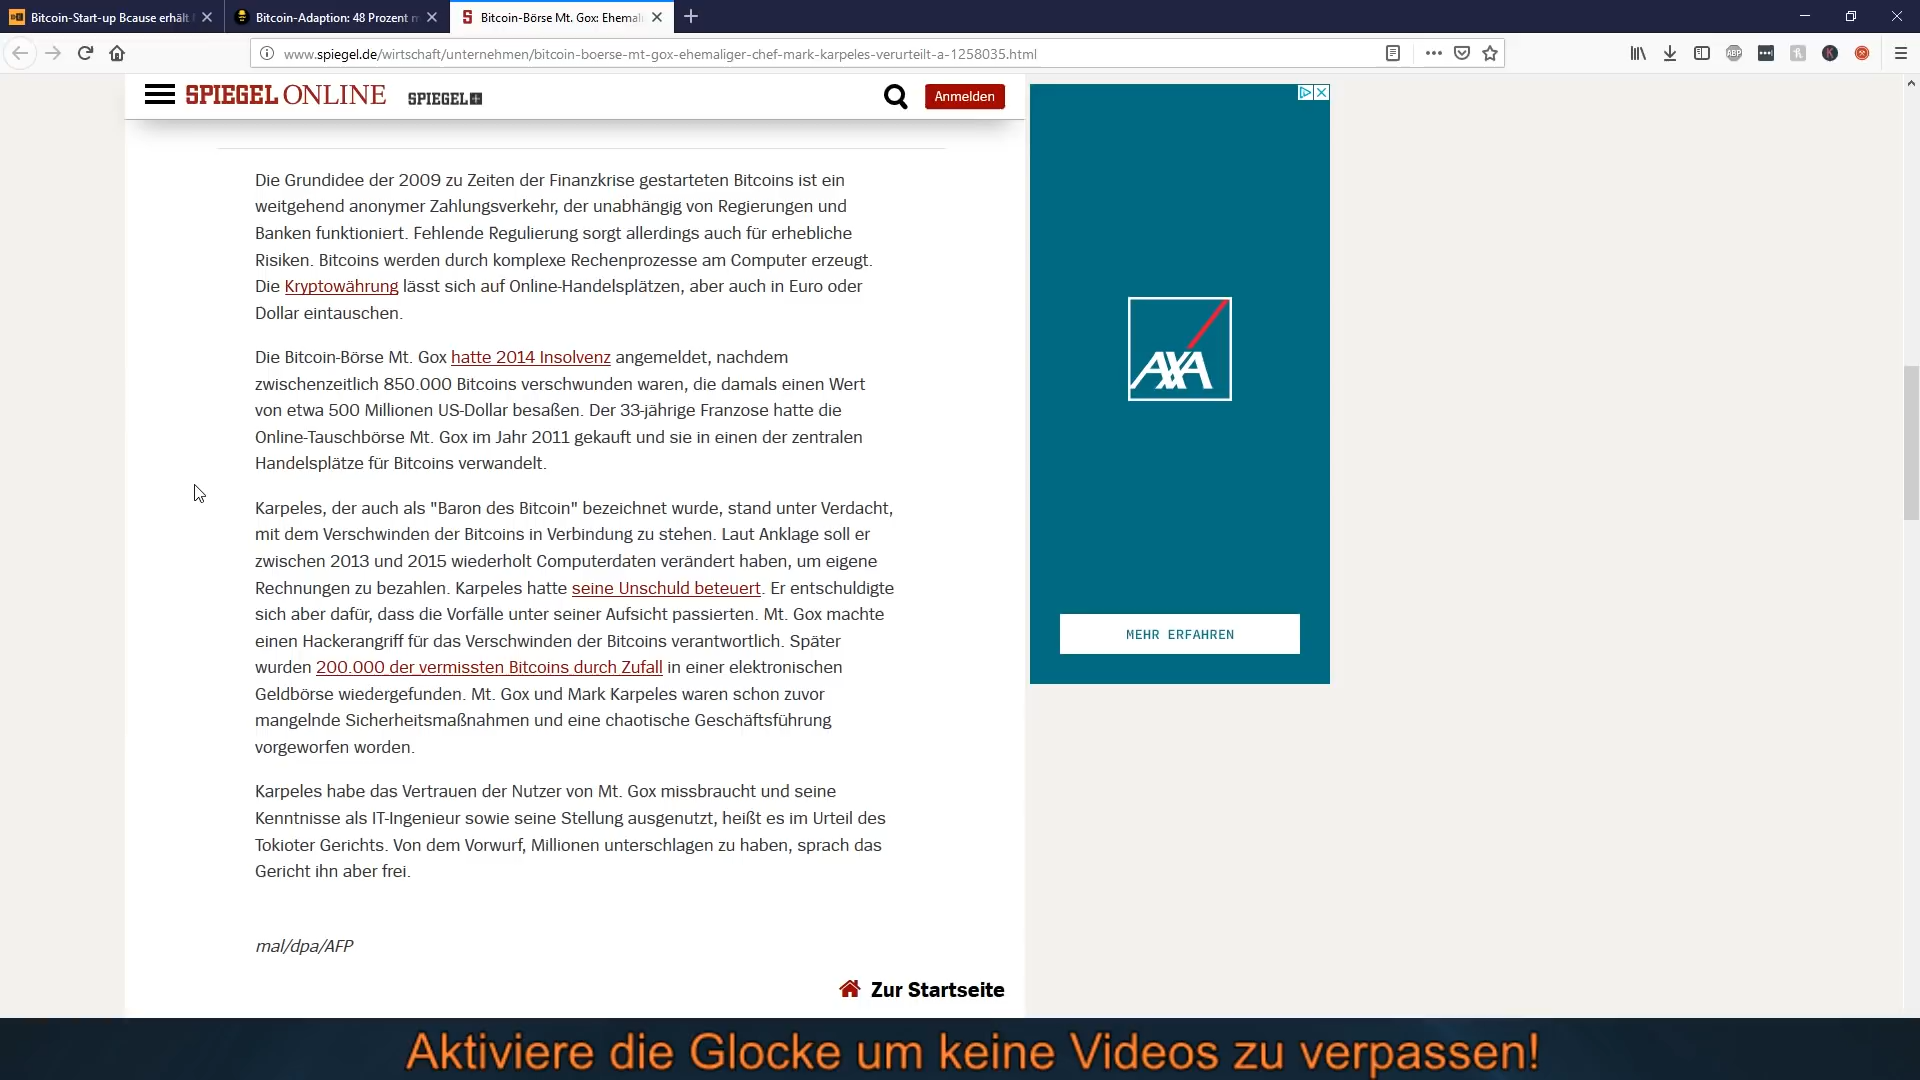 Bitcoin-Start-up Bcause erhält
Bitcoin-Adaption: 48 Prozent
Bitcoin-Börse Mt. Gox: Ehemal
www.spiegel.de/wirtschaft/unternehmen/bitcoin-boerse-mt-gox-ehemaliger-chef-mark-karpeles-verurteilt-a-1258035.html
ABP
SPIEGEL ONLINE SPIEGEL+
Anmelden
Die Grundidee der 2009 zu Zeiten der Finanzkrise gestarteten Bitcoins ist ein
weitgehend anonymer Zahlungsverkehr, der unabhängig von Regierungen und
Banken funktioniert. Fehlende Regulierung sorgt allerdings auch für erhebliche
Risiken. Bitcoins werden durch komplexe Rechenprozesse am Computer erzeugt.
Die Kryptowährung lässt sich auf Online-Handelsplätzen, aber auch in Euro oder
Dollar eintauschen.
Die Bitcoin-Börse Mt. Gox hatte 2014 Insolvenz angemeldet, nachdem
zwischenzeitlich 850.000 Bitcoins verschwunden waren, die damals einen Wert
von etwa 500 Millionen US-Dollar besaßen. Der 33-jährige Franzose hatte die
Online-Tauschbörse Mt. Gox im Jahr 2011 gekauft und sie in einen der zentralen
Handelsplätze für Bitcoins verwandelt.
Karpeles, der auch als "Baron des Bitcoin" bezeichnet wurde, stand unter Verdacht,
mit dem Verschwinden der Bitcoins in Verbindung zu stehen. Laut Anklage soll er
zwischen 2013 und 2015 wiederholt Computerdaten verändert haben, um eigene
Rechnungen zu bezahlen. Karpeles hatte seine Unschuld beteuert. Er entschuldigte
sich aber dafür, dass die Vorfälle unter seiner Aufsicht passierten. Mt. Gox machte
einen Hackerangriff für das Verschwinden der Bitcoins verantwortlich. Später
wurden 200.000 der vermissten Bitcoins durch Zufall in einer elektronischen
Geldbörse wiedergefunden. Mt. Gox und Mark Karpeles waren schon zuvor
mangelnde Sicherheitsmaßnahmen und eine chaotische Geschäftsführung
vorgeworfen worden.
Karpeles habe das Vertrauen der Nutzer von Mt. Gox missbraucht und seine
Kenntnisse als IT-Ingenieur sowie seine Stellung ausgenutzt, heißt es im Urteil des
Tokioter Gerichts. Von dem Vorwurf, Millionen unterschlagen zu haben, sprach das
Gericht ihn aber frei.
mal/dpa/AFP
Zur Startseite
AXA
MEHR ERFAHREN
Aktiviere die Glocke um keine Videos zu verpassen!